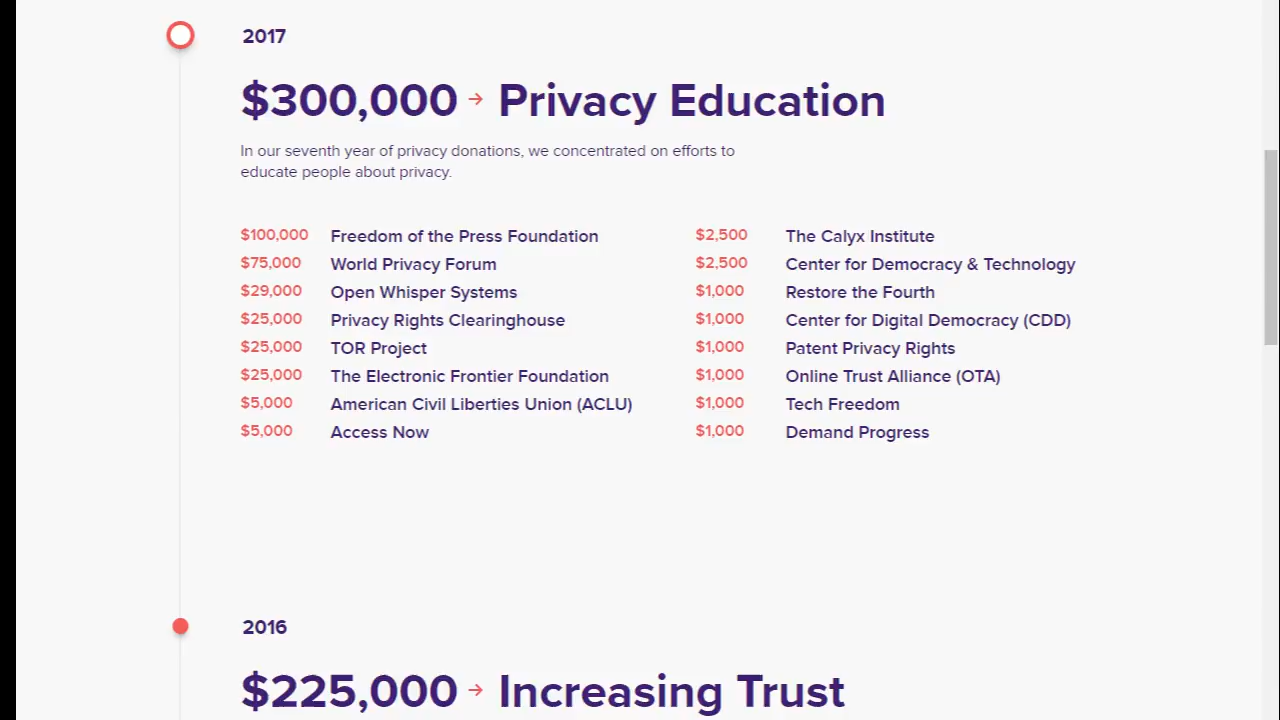 2017
$300,000 → Privacy Education
In our seventh year of privacy donations, we concentrated on efforts to
educate people about privacy.
$100,000 Freedom of the Press Foundation
$75,000 World Privacy Forum
$29,000 Open Whisper Systems
$25,000 Privacy Rights Clearinghouse
$25,000 TOR Project
$25,000 The Electronic Frontier Foundation
$5,000 American Civil Liberties Union (ACLU)
$5,000 Access Now
$2,500 The Calyx Institute
$2,500 Center for Democracy & Technology
$1,000 Restore the Fourth
$1,000 Center for Digital Democracy (CDD)
$1,000 Patent Privacy Rights
$1,000 Online Trust Alliance (OTA)
$1,000 Tech Freedom
$1,000 Demand Progress
2016
$225,000 → Increasing Trust